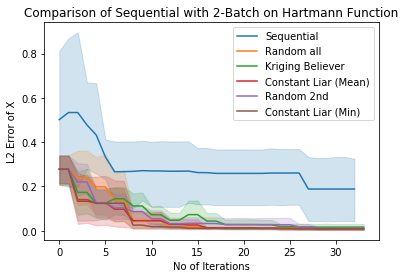 Comparison of Sequential with 2-Batch on Hartmann Function
Sequential
Random all
Kriging Believer
Constant Liar (Mean)
Random 2nd
Constant Liar (Min)
L2 Error of X
0.8
0.6
0.4
0.2
0.0
0 5 10 15 20 25 30
No of Iterations